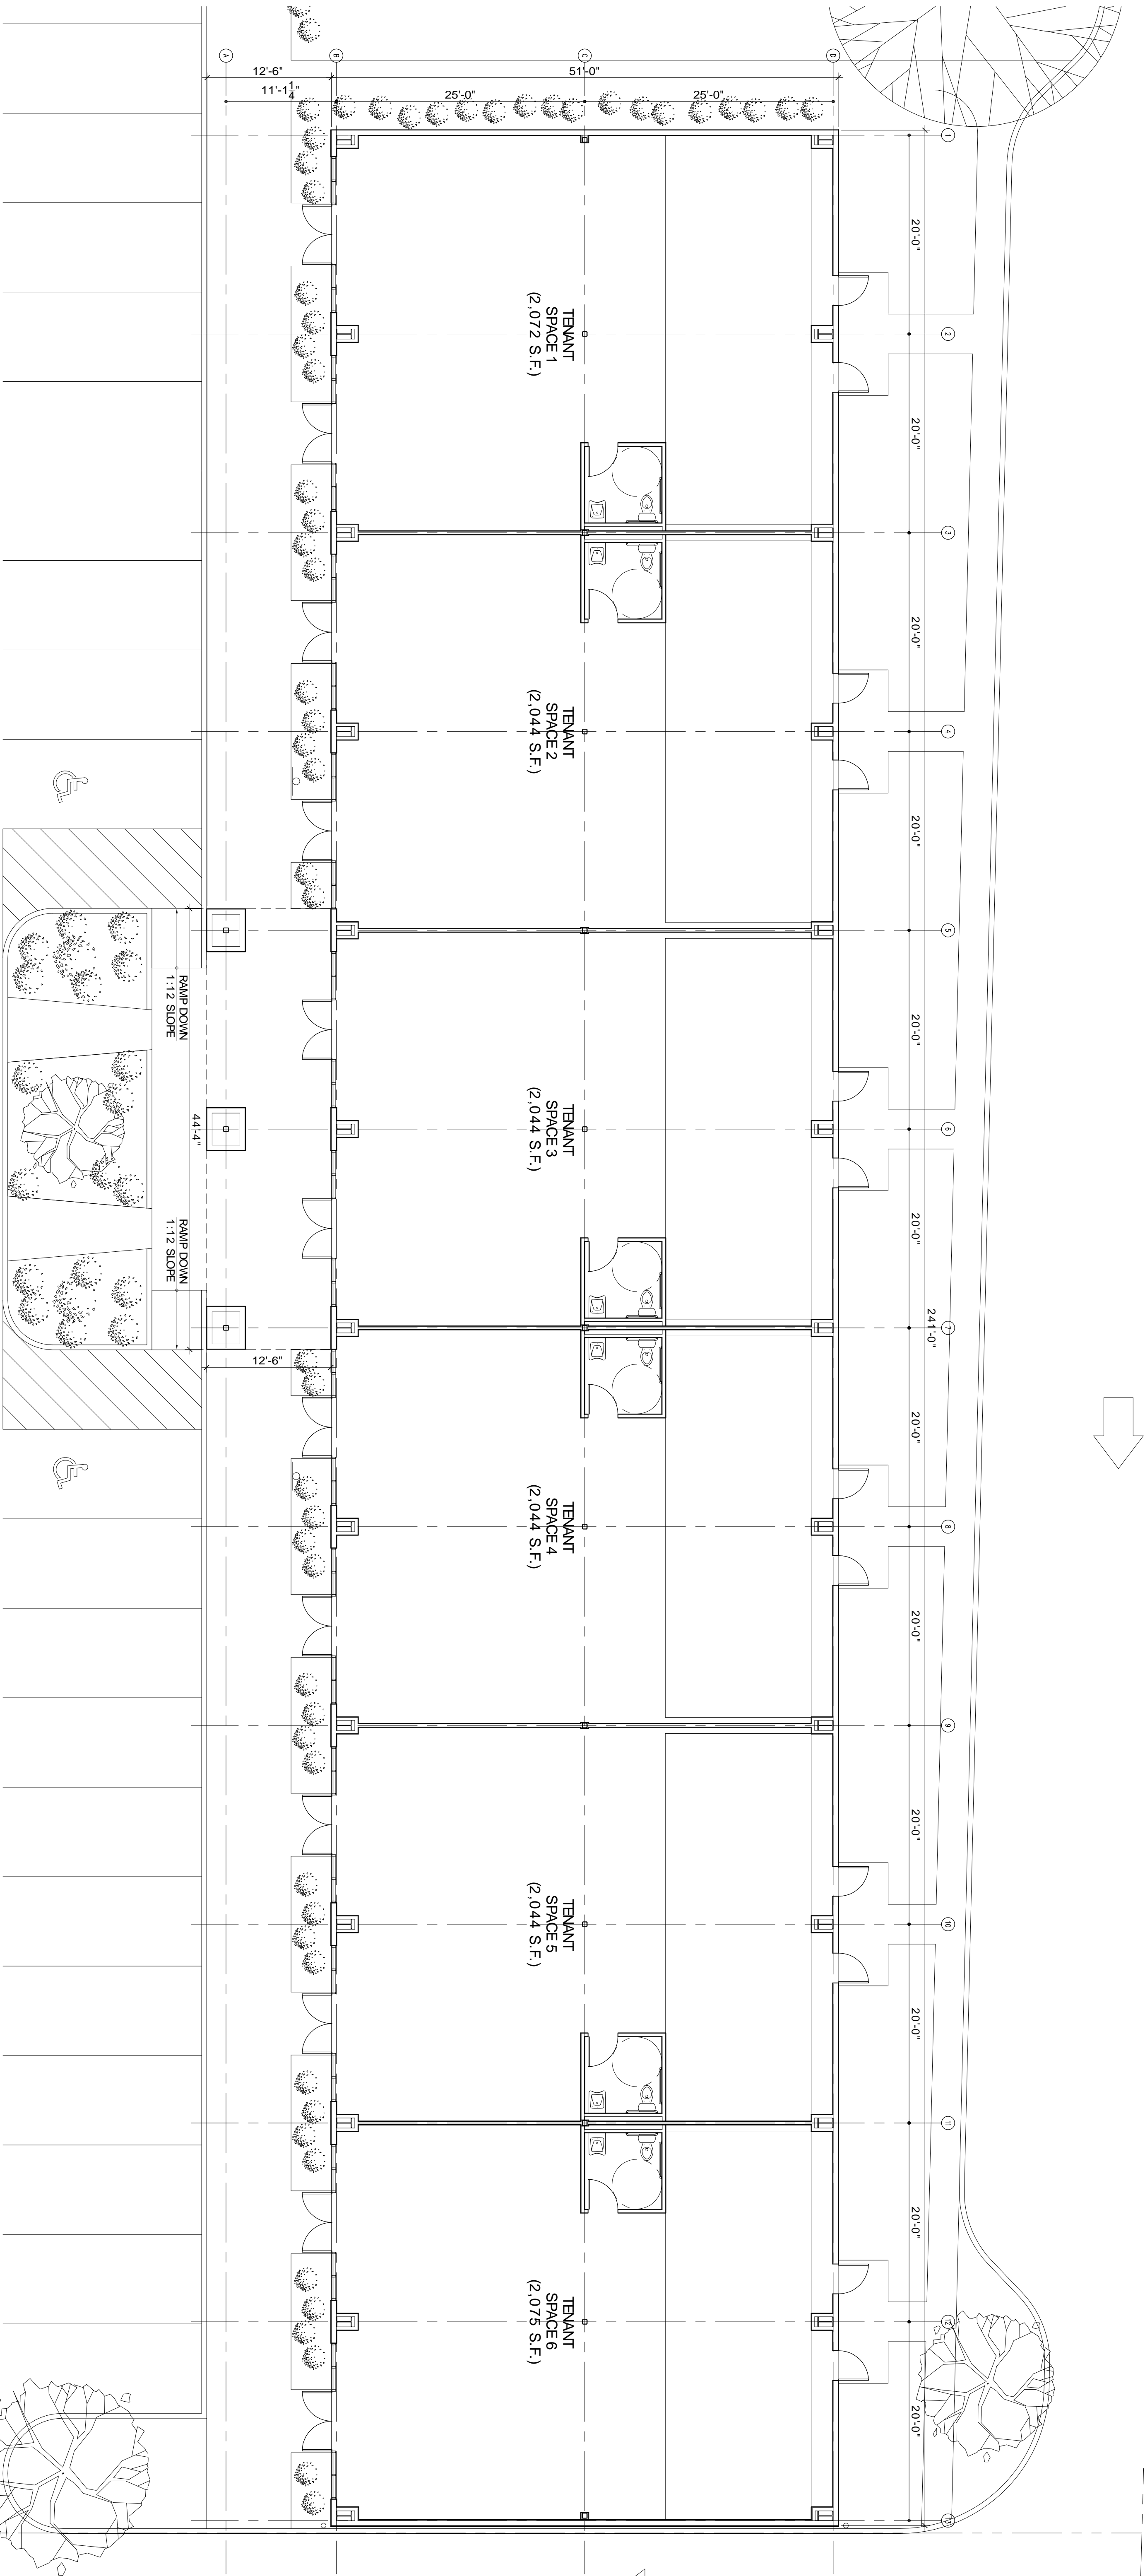 A
B
C
D
12'-6"
51'-0"
11'-1 1/4"
25'-0"
25'-0"
1
20'-0"
2
20'-0"
3
20'-0"
4
20'-0"
5
20'-0"
6
20'-0"
7
241'-0"
20'-0"
8
20'-0"
9
20'-0"
10
20'-0"
11
20'-0"
12
20'-0"
13
TENANT
SPACE 1
(2,072 S.F.)
TENANT
SPACE 2
(2,044 S.F.)
TENANT
SPACE 3
(2,044 S.F.)
TENANT
SPACE 4
(2,044 S.F.)
TENANT
SPACE 5
(2,044 S.F.)
TENANT
SPACE 6
(2,075 S.F.)
RAMP DOWN
1:12 SLOPE
44'-4"
RAMP DOWN
1:12 SLOPE
12'-6"